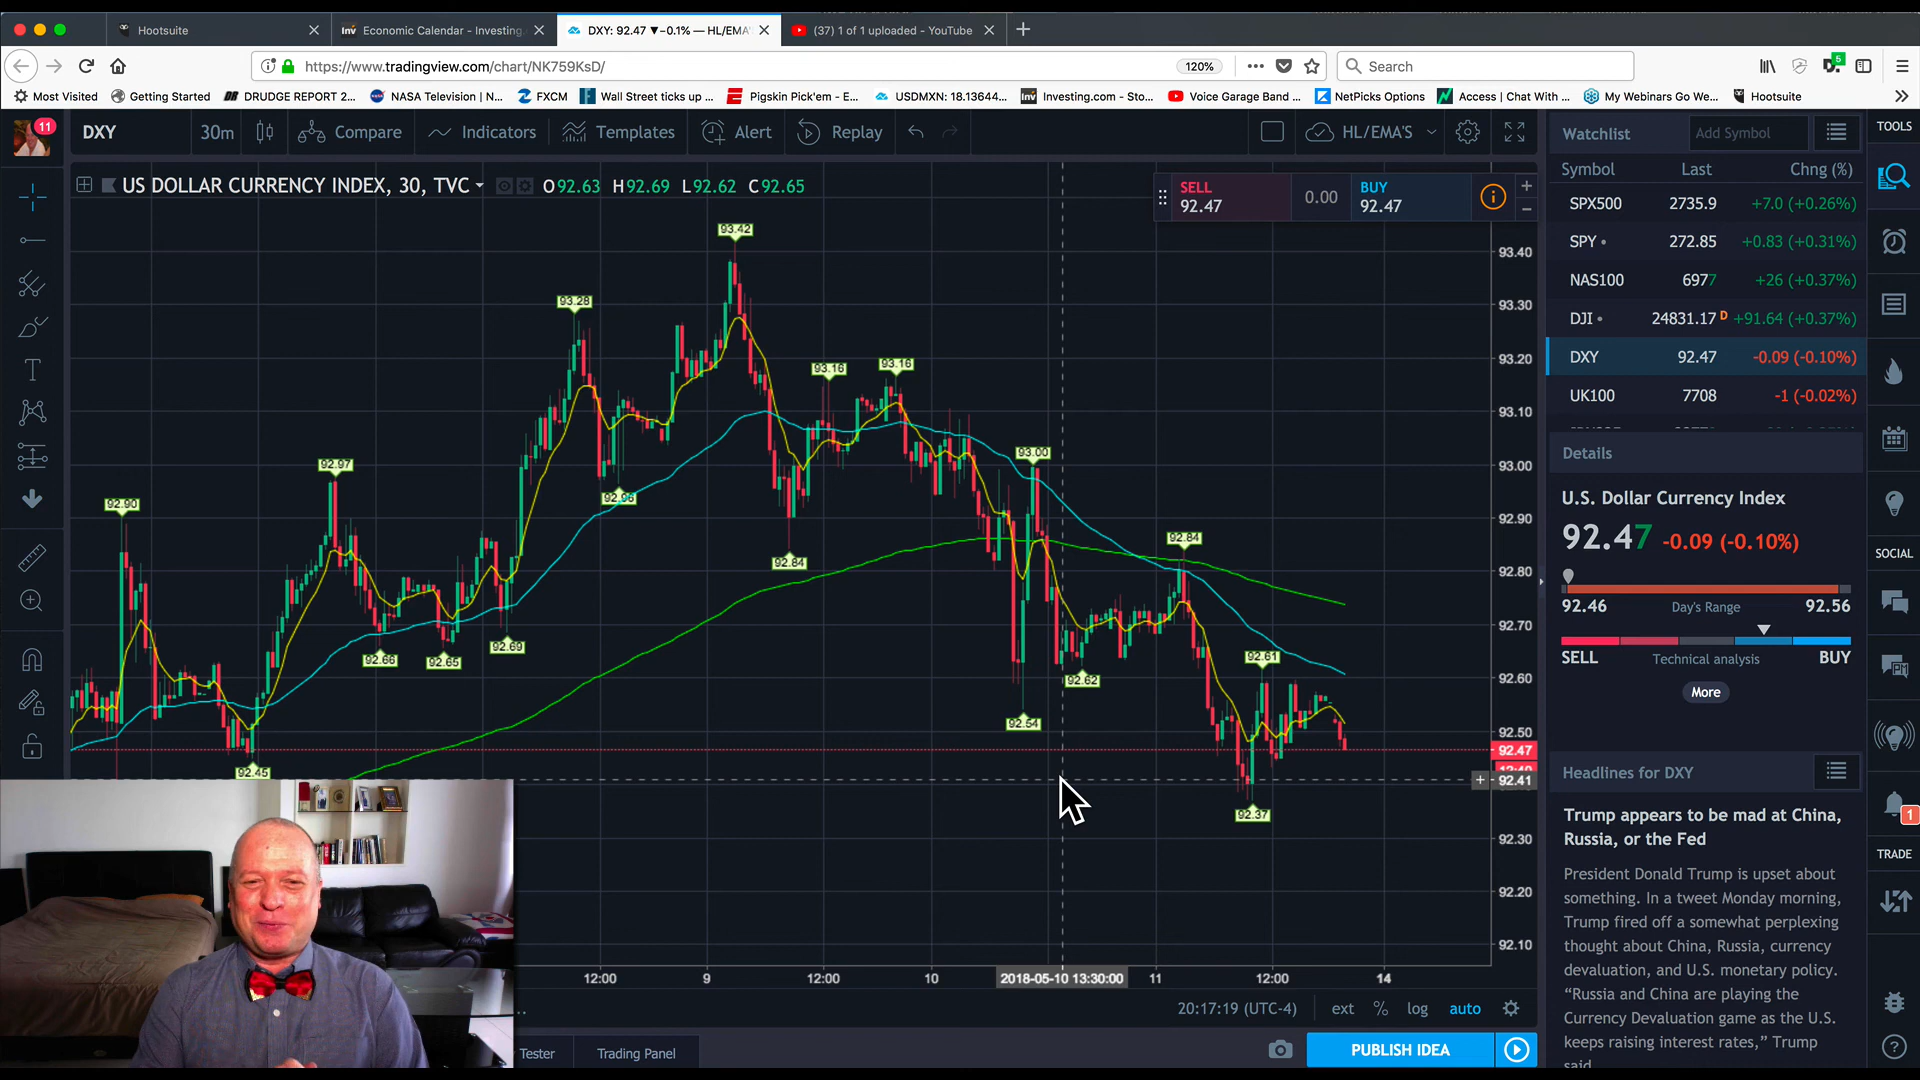 Hootsuite
Economic Calendar - Investing.
DXY: 92.47 ▼−0.1% — HL/EMA'S
(37) 1 of 1 uploaded - YouTube
https://www.tradingview.com/chart/NK759KsD/
120%
Search
5
Most Visited
Getting Started
DRUDGE REPORT 2...
NASA Television | N...
FXCM
Wall Street ticks up ...
Pigskin Pick'em - E...
USDMXN: 18.13644...
Investing.com - Sto...
Voice Garage Band ...
NetPicks Options
Access | Chat With ...
My Webinars Go We...
Hootsuite
11
DXY
30m
Compare
Indicators
Templates
Alert
Replay
HL/EMA'S
Watchlist
Add Symbol
TOOLS
US DOLLAR CURRENCY INDEX, 30, TVC
O92.63 H92.69 L92.62 C92.65
SELL
92.47
0.00
BUY
92.47
Symbol Last Chng (%)
SPX500 2735.9 +7.0 (+0.26%)
SPY 272.85 +0.83 (+0.31%)
NAS100 6977 +26 (+0.37%)
DJI 24831.17 D +91.64 (+0.37%)
DXY 92.47 -0.09 (-0.10%)
UK100 7708 -1 (-0.02%)
93.42
93.28
93.16
93.16
93.00
92.97
92.96
92.90
92.84
92.84
92.69
92.66
92.65
92.62
92.61
92.54
92.45
92.37
93.40
93.30
93.20
93.10
93.00
92.90
92.80
92.70
92.60
92.50
92.47
92.41
92.30
92.20
92.10
Details
U.S. Dollar Currency Index
92.47 -0.09 (-0.10%)
92.46 Day's Range 92.56
SELL Technical analysis BUY
More
SOCIAL
Headlines for DXY
Trump appears to be mad at China,
Russia, or the Fed
President Donald Trump is upset about
something. In a tweet Monday morning,
Trump fired off a somewhat perplexing
thought about China, Russia, currency
devaluation, and U.S. monetary policy.
“Russia and China are playing the
Currency Devaluation game as the U.S.
keeps raising interest rates,” Trump
said
1
TRADE
12:00
9
12:00
10
2018-05-10 13:30:00
11
12:00
14
20:17:19 (UTC-4)
ext
%
log
auto
Tester
Trading Panel
PUBLISH IDEA